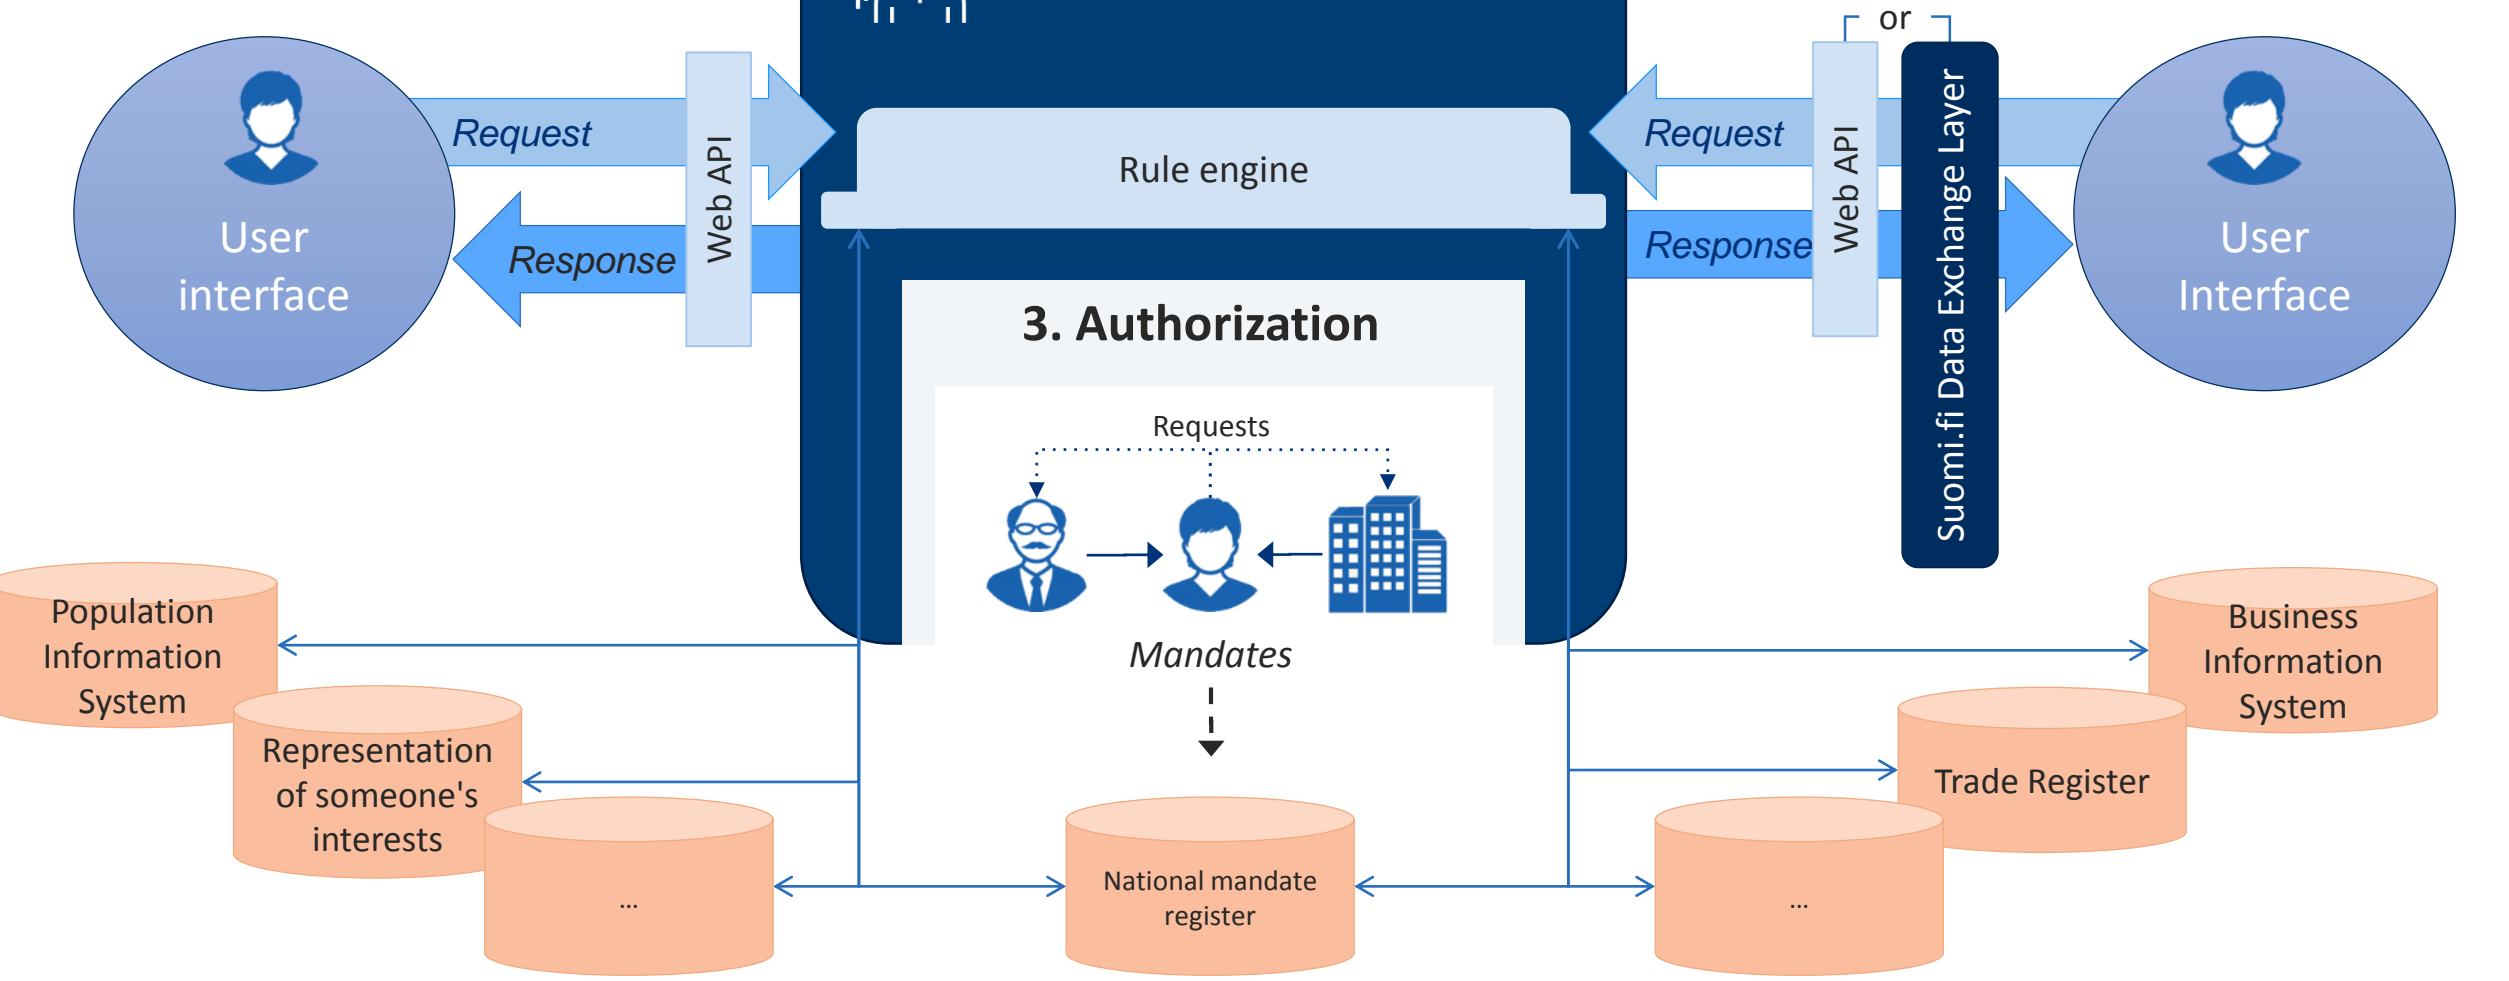 or
Request
Web API
Response
User
interface
Rule engine
Request
Response
Web API
Suomi.fi Data Exchange Layer
User
Interface
3. Authorization
Requests
Mandates
Population
Information
System
Representation
of someone's
interests
...
National mandate
register
Business
Information
System
Trade Register
...